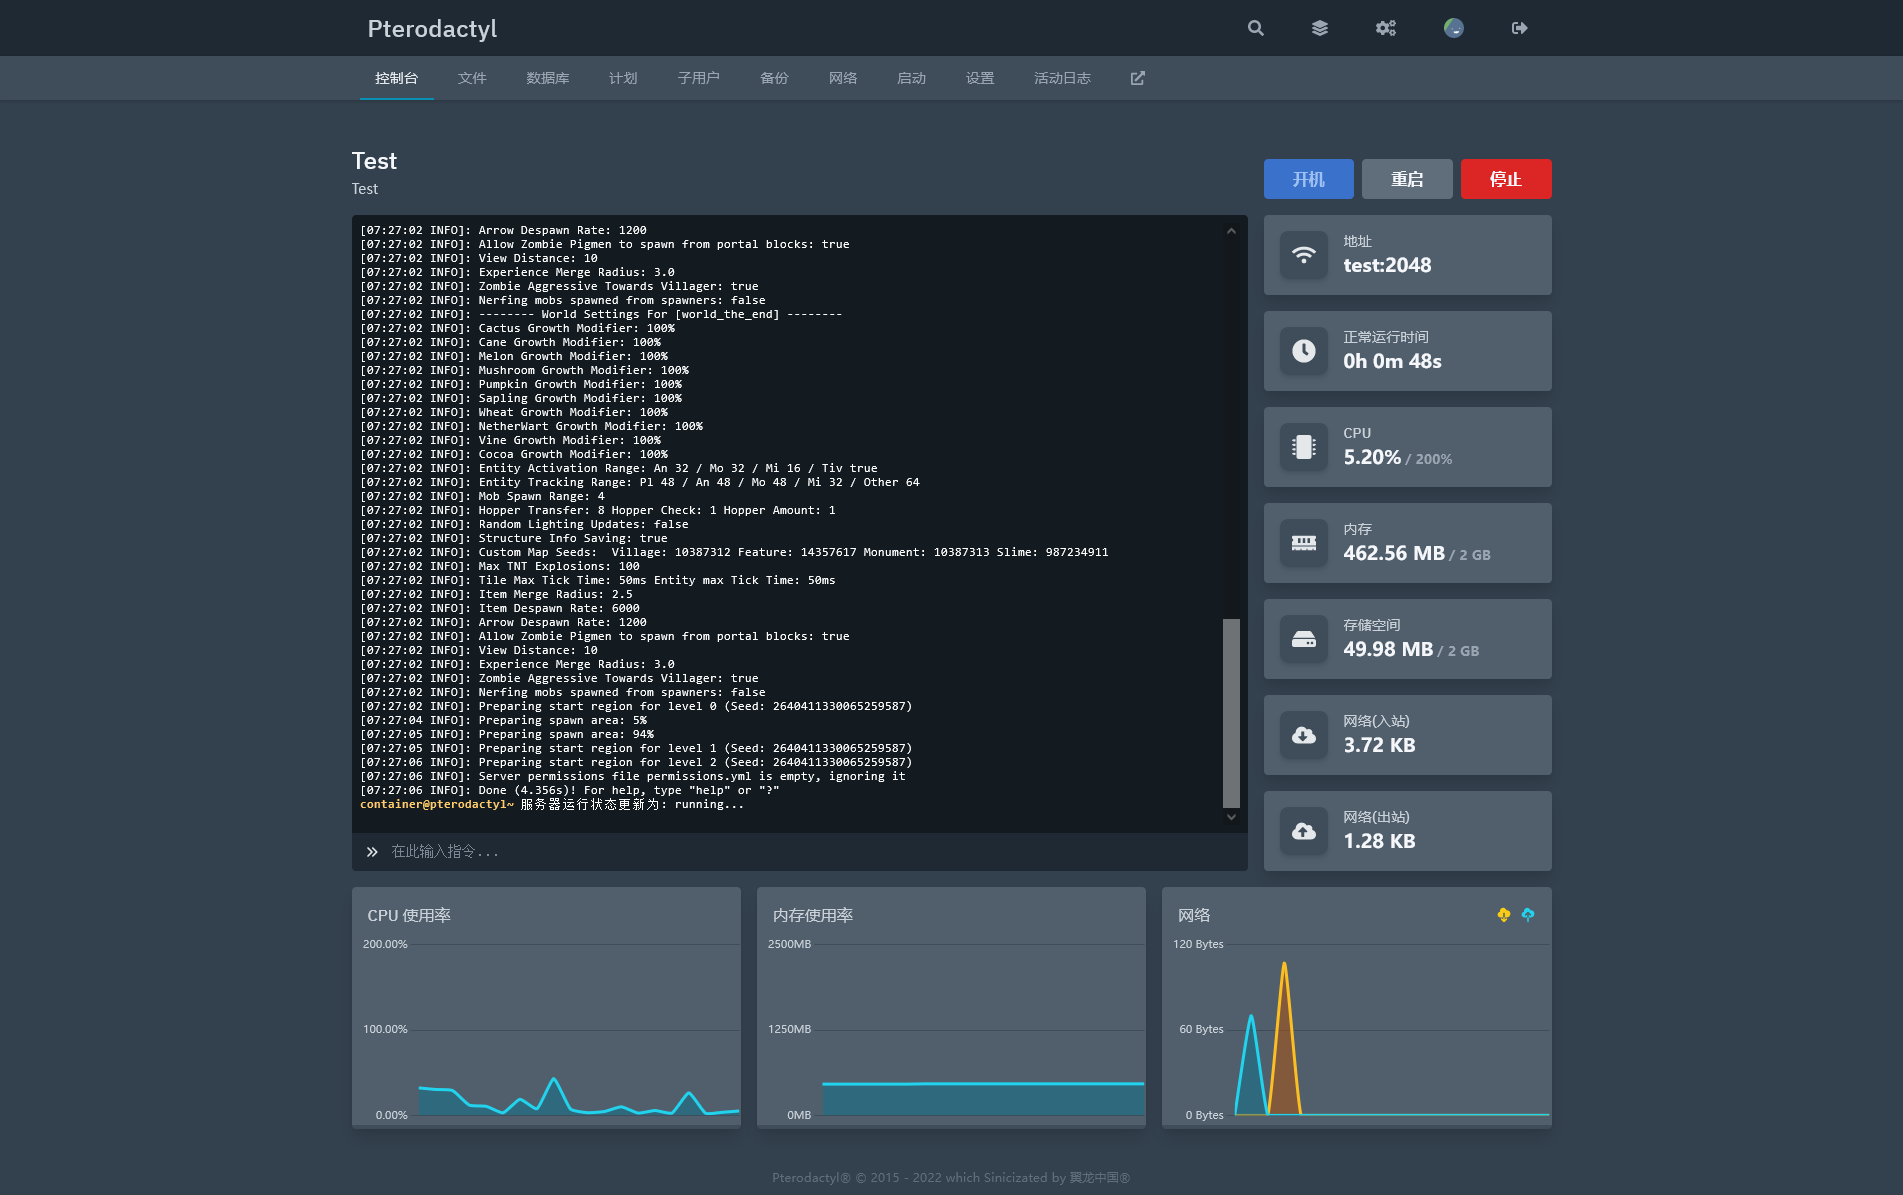 Pterodactyl
控制台 文件 数据库 计划 子用户 备份 网络 启动 设置 活动日志
Test
Test
开机 重启 停止
[07:27:02 INFO]: Arrow Despawn Rate: 1200
[07:27:02 INFO]: Allow Zombie Pigmen to spawn from portal blocks: true
[07:27:02 INFO]: View Distance: 10
[07:27:02 INFO]: Experience Merge Radius: 3.0
[07:27:02 INFO]: Zombie Aggressive Towards Villager: true
[07:27:02 INFO]: Nerfing mobs spawned from spawners: false
[07:27:02 INFO]: -------- World Settings For [world_the_end] --------
[07:27:02 INFO]: Cactus Growth Modifier: 100%
[07:27:02 INFO]: Cane Growth Modifier: 100%
[07:27:02 INFO]: Melon Growth Modifier: 100%
[07:27:02 INFO]: Mushroom Growth Modifier: 100%
[07:27:02 INFO]: Pumpkin Growth Modifier: 100%
[07:27:02 INFO]: Sapling Growth Modifier: 100%
[07:27:02 INFO]: Wheat Growth Modifier: 100%
[07:27:02 INFO]: NetherWart Growth Modifier: 100%
[07:27:02 INFO]: Vine Growth Modifier: 100%
[07:27:02 INFO]: Cocoa Growth Modifier: 100%
[07:27:02 INFO]: Entity Activation Range: An 32 / Mo 32 / Mi 16 / Tiv true
[07:27:02 INFO]: Entity Tracking Range: Pl 48 / An 48 / Mo 48 / Mi 32 / Other 64
[07:27:02 INFO]: Mob Spawn Range: 4
[07:27:02 INFO]: Hopper Transfer: 8 Hopper Check: 1 Hopper Amount: 1
[07:27:02 INFO]: Random Lighting Updates: false
[07:27:02 INFO]: Structure Info Saving: true
[07:27:02 INFO]: Custom Map Seeds:  Village: 10387312 Feature: 14357617 Monument: 10387313 Slime: 987234911
[07:27:02 INFO]: Max TNT Explosions: 100
[07:27:02 INFO]: Tile Max Tick Time: 50ms Entity max Tick Time: 50ms
[07:27:02 INFO]: Item Merge Radius: 2.5
[07:27:02 INFO]: Item Despawn Rate: 6000
[07:27:02 INFO]: Arrow Despawn Rate: 1200
[07:27:02 INFO]: Allow Zombie Pigmen to spawn from portal blocks: true
[07:27:02 INFO]: View Distance: 10
[07:27:02 INFO]: Experience Merge Radius: 3.0
[07:27:02 INFO]: Zombie Aggressive Towards Villager: true
[07:27:02 INFO]: Nerfing mobs spawned from spawners: false
[07:27:02 INFO]: Preparing start region for level 0 (Seed: 2640411330065259587)
[07:27:04 INFO]: Preparing spawn area: 5%
[07:27:05 INFO]: Preparing spawn area: 94%
[07:27:05 INFO]: Preparing start region for level 1 (Seed: 2640411330065259587)
[07:27:06 INFO]: Preparing start region for level 2 (Seed: 2640411330065259587)
[07:27:06 INFO]: Server permissions file permissions.yml is empty, ignoring it
[07:27:06 INFO]: Done (4.356s)! For help, type "help" or "?"
container@pterodactyl~ 服务器运行状态更新为: running...
在此输入指令...
地址
test:2048
正常运行时间
0h 0m 48s
CPU
5.20% / 200%
内存
462.56 MB / 2 GB
存储空间
49.98 MB / 2 GB
网络(入站)
3.72 KB
网络(出站)
1.28 KB
CPU 使用率
200.00%
100.00%
0.00%
内存使用率
2500MB
1250MB
0MB
网络
120 Bytes
60 Bytes
0 Bytes
Pterodactyl® © 2015 - 2022 which Sinicizated by 翼龙中国®